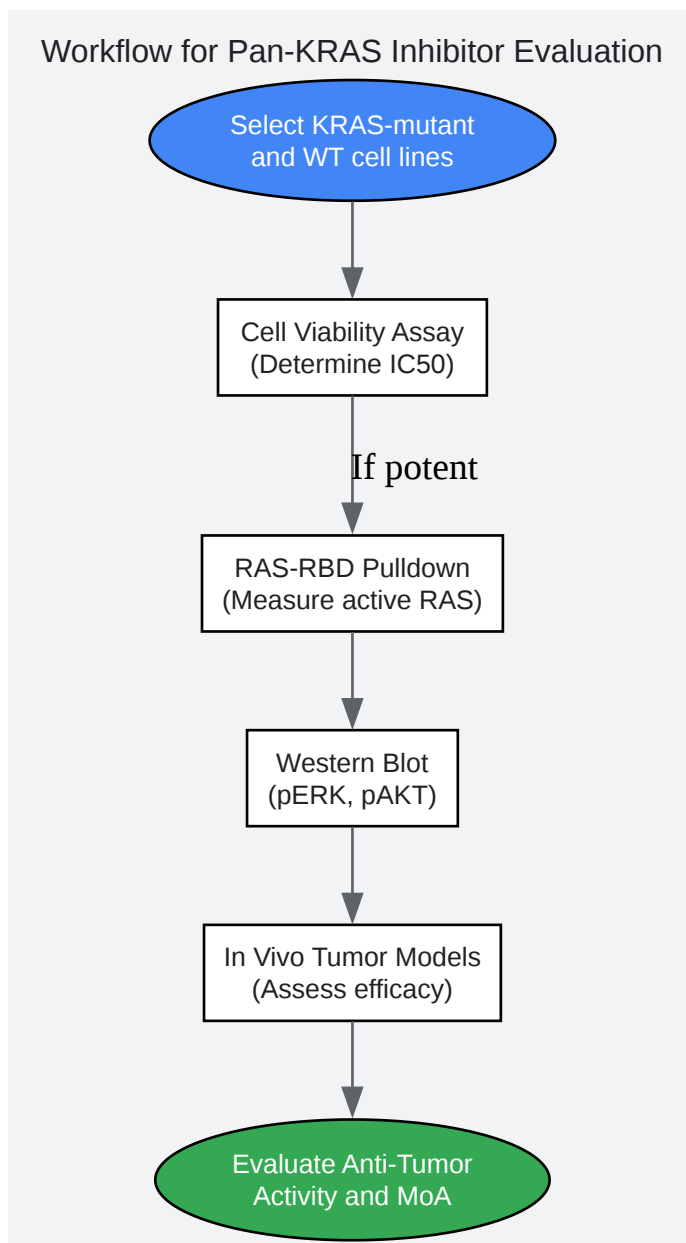 Workflow for Pan-KRAS Inhibitor Evaluation
Select KRAS-mutant
and WT cell lines
Cell Viability Assay
(Determine IC50)
If potent
RAS-RBD Pulldown
(Measure active RAS)
Western Blot
(pERK, pAKT)
In Vivo Tumor Models
(Assess efficacy)
Evaluate Anti-Tumor
Activity and MoA